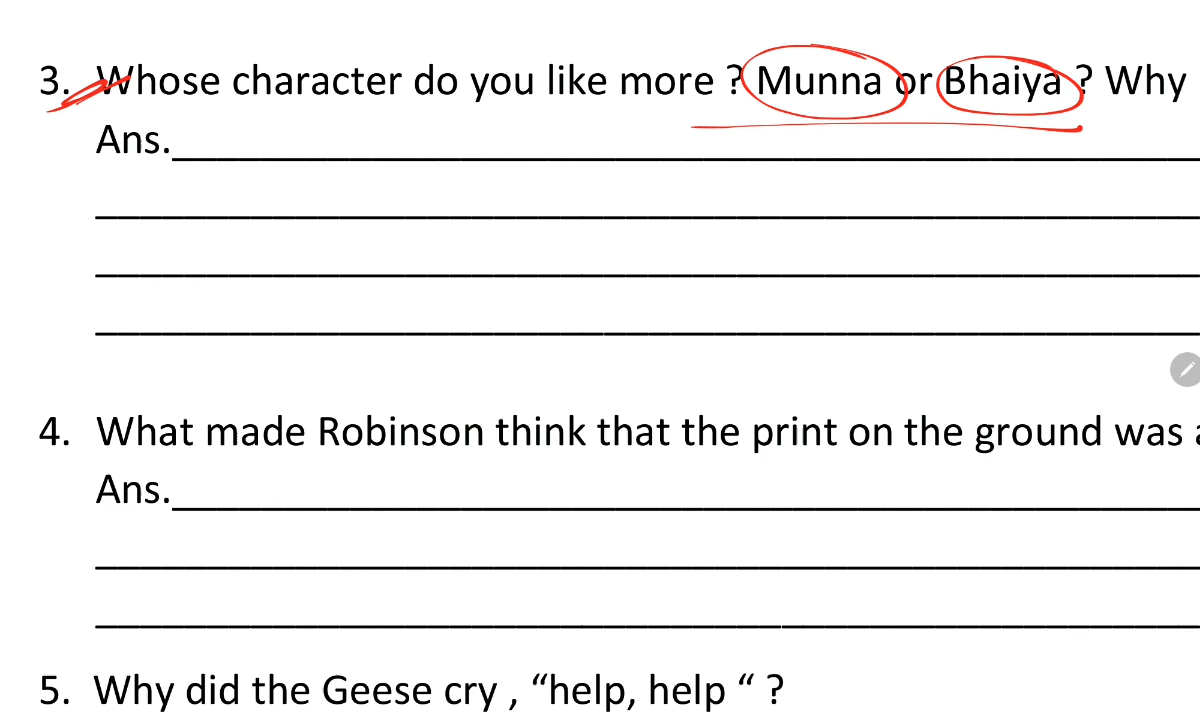 3. Whose character do you like more ? Munna or Bhaiya ? Why
Ans.
4. What made Robinson think that the print on the ground was
Ans.
5. Why did the Geese cry , “help, help “ ?